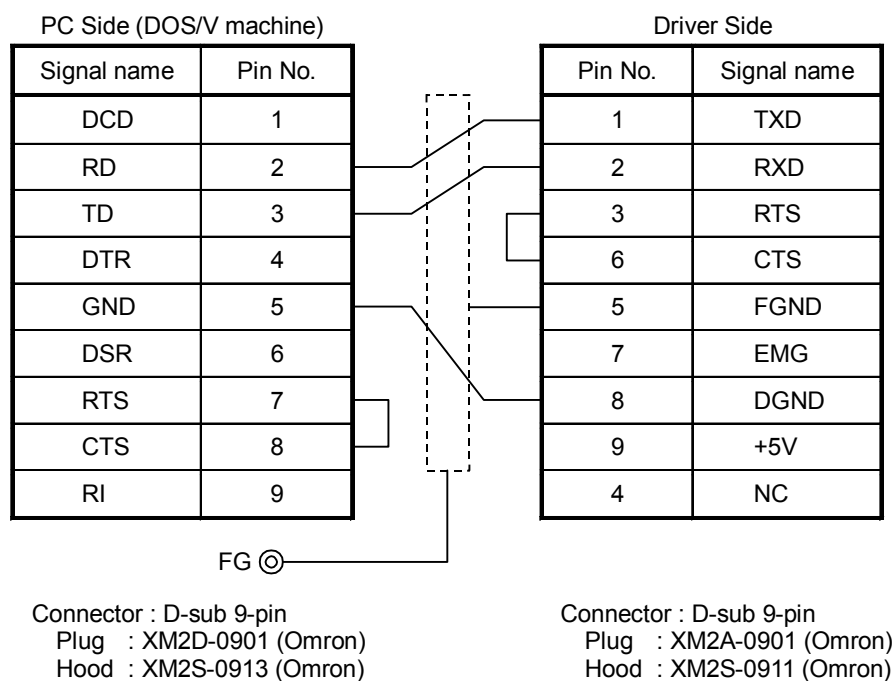 PC Side (DOS/V machine) Driver Side
Signal name Pin No. Pin No. Signal name
DCD 1 1 TXD
RD 2 2 RXD
TD 3 3 RTS
DTR 4 6 CTS
GND 5 5 FGND
DSR 6 7 EMG
RTS 7 8 DGND
CTS 8 9 +5V
RI 9 4 NC
FG
Connector : D-sub 9-pin Connector : D-sub 9-pin
Plug : XM2D-0901 (Omron) Plug : XM2A-0901 (Omron)
Hood : XM2S-0913 (Omron) Hood : XM2S-0911 (Omron)